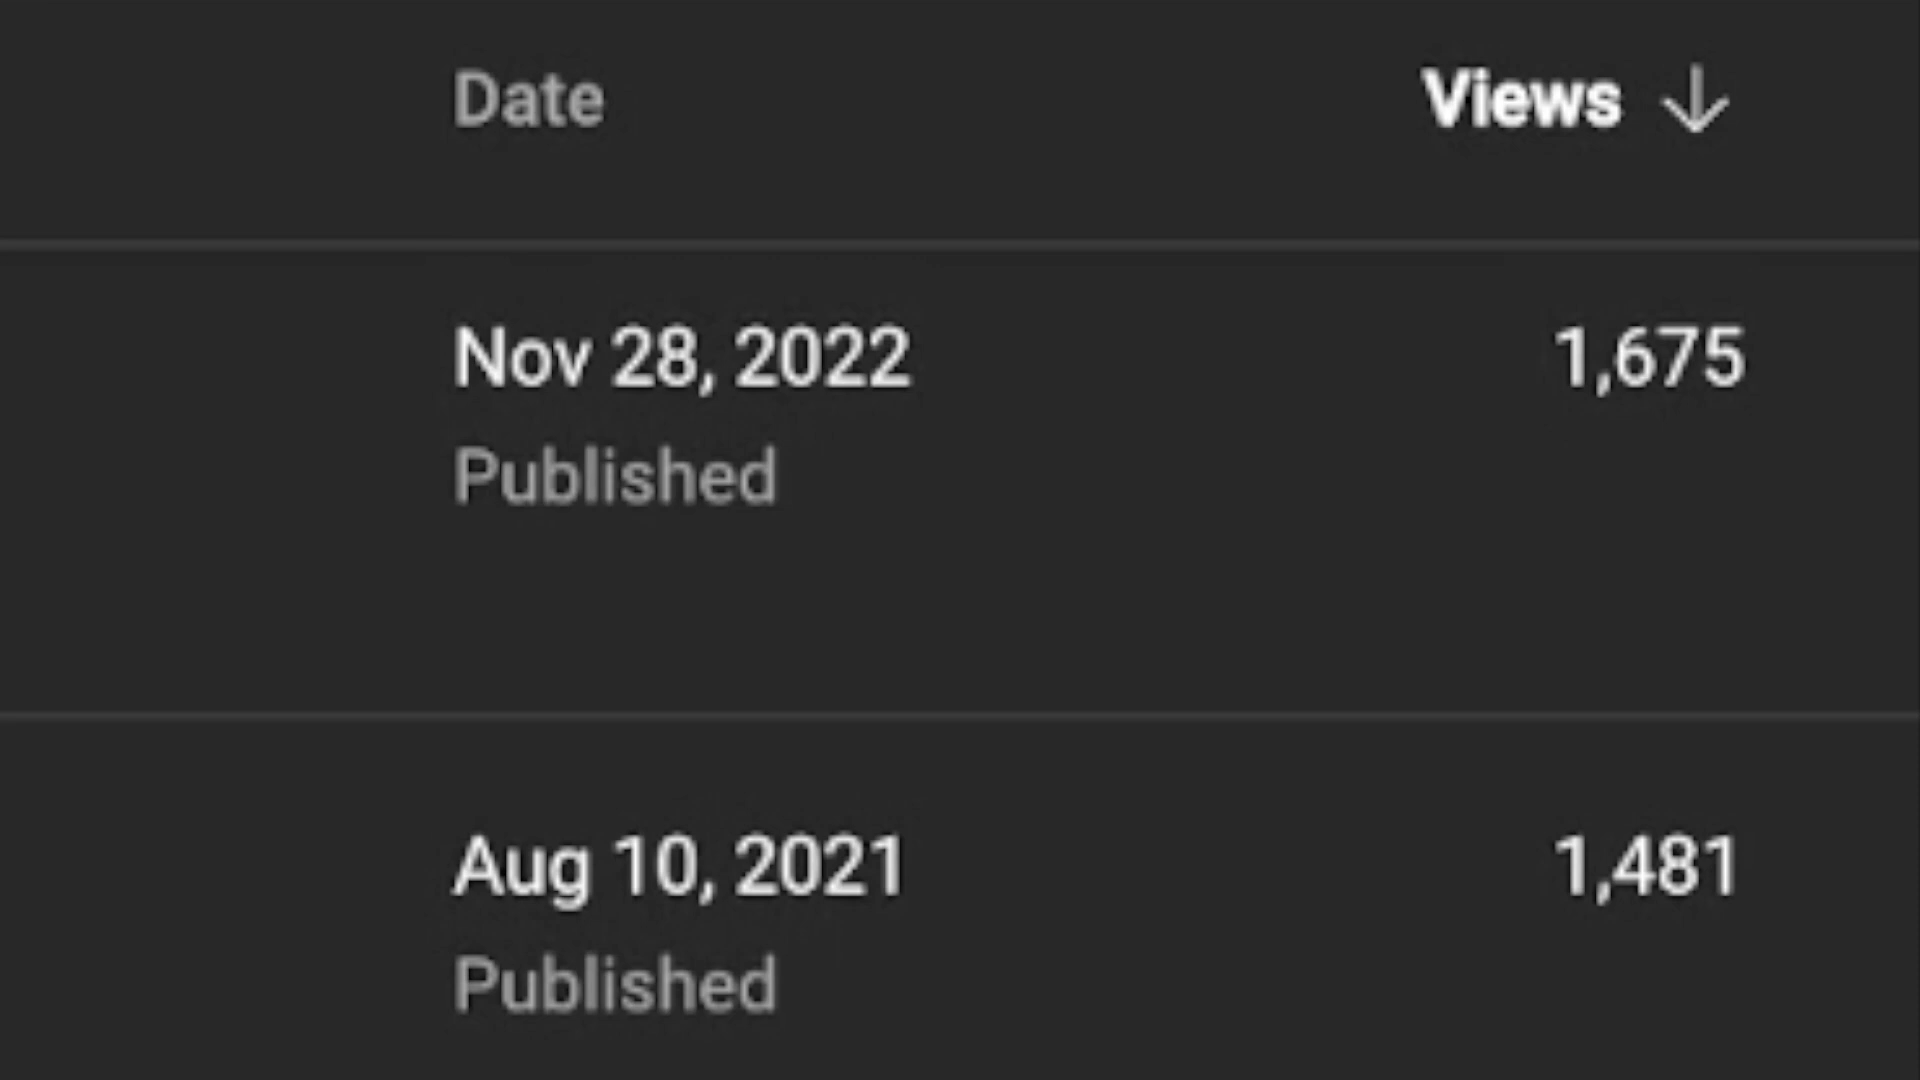 Date Views ↓
Nov 28, 2022 1,675
Published
Aug 10, 2021 1,481
Published